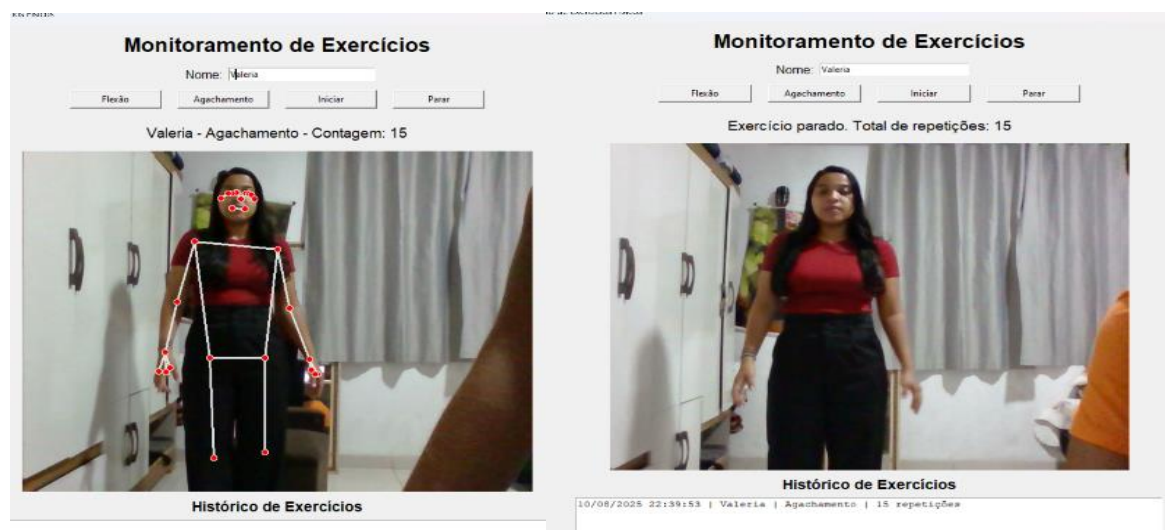 Monitoramento de Exercícios
Nome: Valeria
Flexão Agachamento Iniciar Parar
Valeria - Agachamento - Contagem: 15
Histórico de Exercícios
Monitoramento de Exercícios
Nome: Valeria
Flexão Agachamento Iniciar Parar
Exercício parado. Total de repetições: 15
Histórico de Exercícios
10/08/2025 22:39:53 | Valeria | Agachamento | 15 repetições